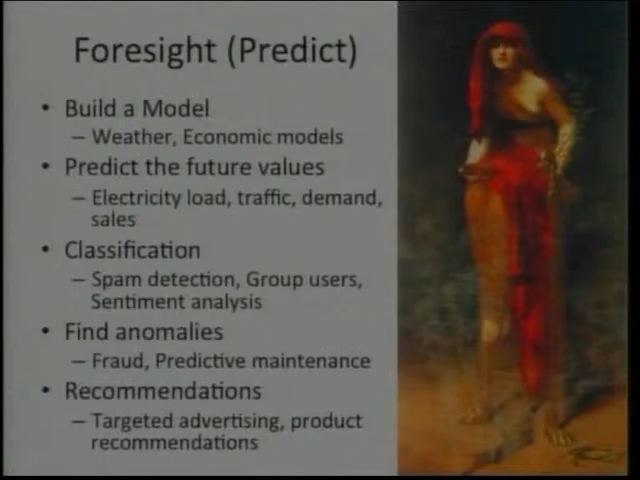 Foresight (Predict)
• Build a Model
– Weather, Economic models
• Predict the future values
– Electricity load, traffic, demand,
sales
• Classification
– Spam detection, Group users,
Sentiment analysis
• Find anomalies
– Fraud, Predictive maintenance
• Recommendations
– Targeted advertising, product
recommendations